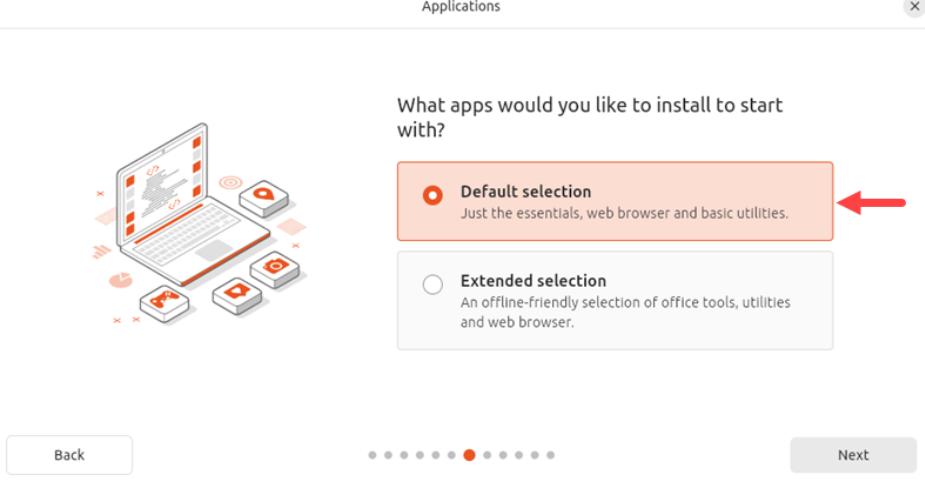 Applications
What apps would you like to install to start
with?
Default selection
Just the essentials, web browser and basic utilities.
Extended selection
An offline-friendly selection of office tools, utilities
and web browser.
Back
Next